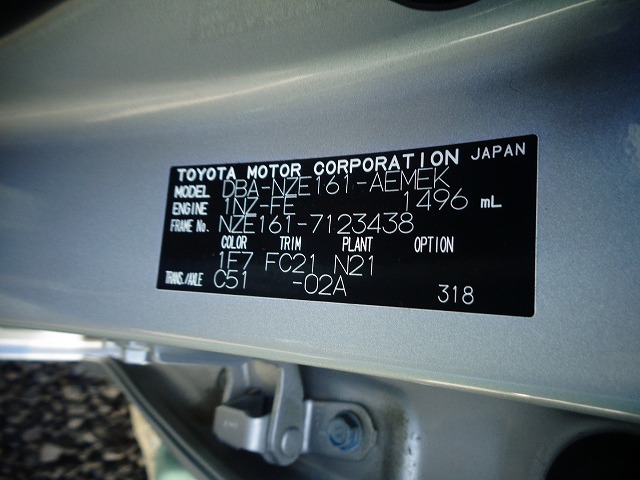 TOYOTA MOTOR CORPORATION JAPAN
MODEL DBA-NZE161-AEMEK
ENGINE 1NZ-FE 1496 mL
FRAME No. NZE161-7123438
COLOR TRIM PLANT OPTION
1F7 FC21 N21
TRANS./AXLE C51 -02A 318